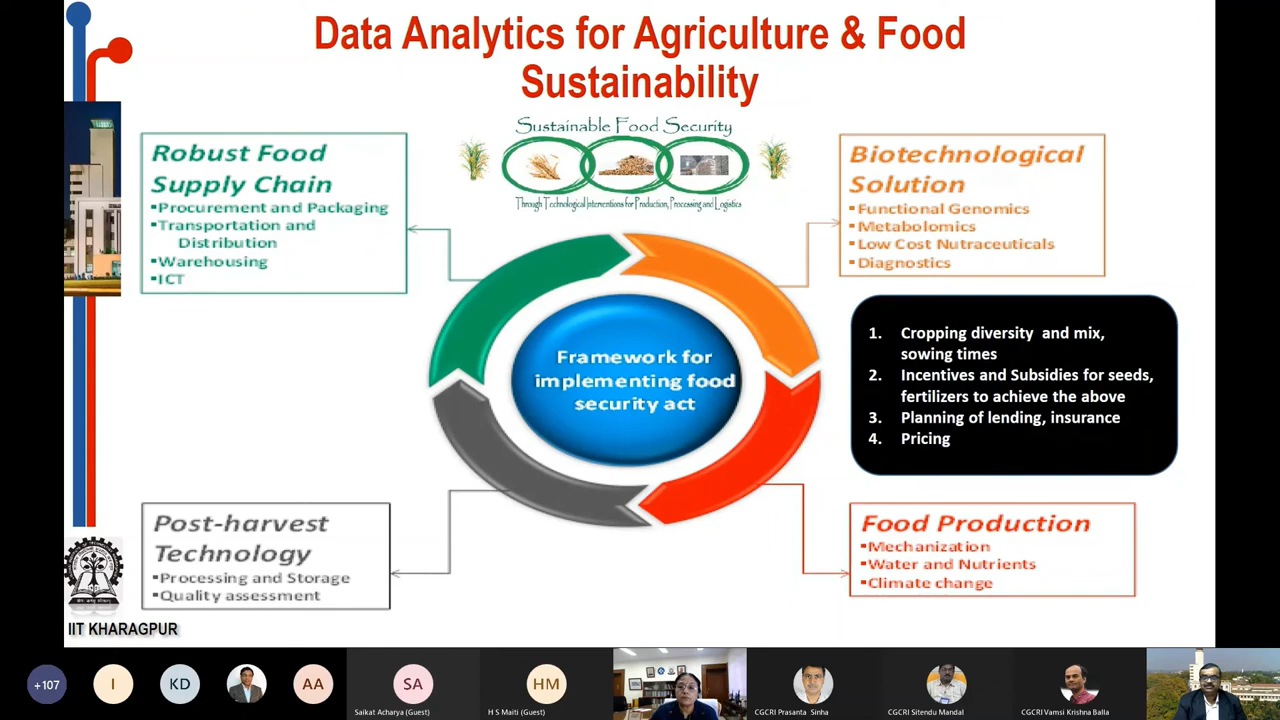 Data Analytics for Agriculture & Food
Sustainability
Sustainable Food Security
Through Technological Interventions for Production, Processing and Logistics
Robust Food
Supply Chain
▪Procurement and Packaging
▪Transportation and
Distribution
▪Warehousing
▪ICT
Biotechnological
Solution
▪Functional Genomics
▪Metabolomics
▪Low Cost Nutraceuticals
▪Diagnostics
Framework for
implementing food
security act
1. Cropping diversity and mix,
sowing times
2. Incentives and Subsidies for seeds,
fertilizers to achieve the above
3. Planning of lending, insurance
4. Pricing
Post-harvest
Technology
▪Processing and Storage
▪Quality assessment
Food Production
▪Mechanization
▪Water and Nutrients
▪Climate change
IIT KHARAGPUR
+107
I
KD
AA
SA
Saikat Acharya (Guest)
HM
H S Maiti (Guest)
CGCRI Prasanta Sinha
CGCRI Sitendu Mandal
CGCRI Vamsi Krishna Balla